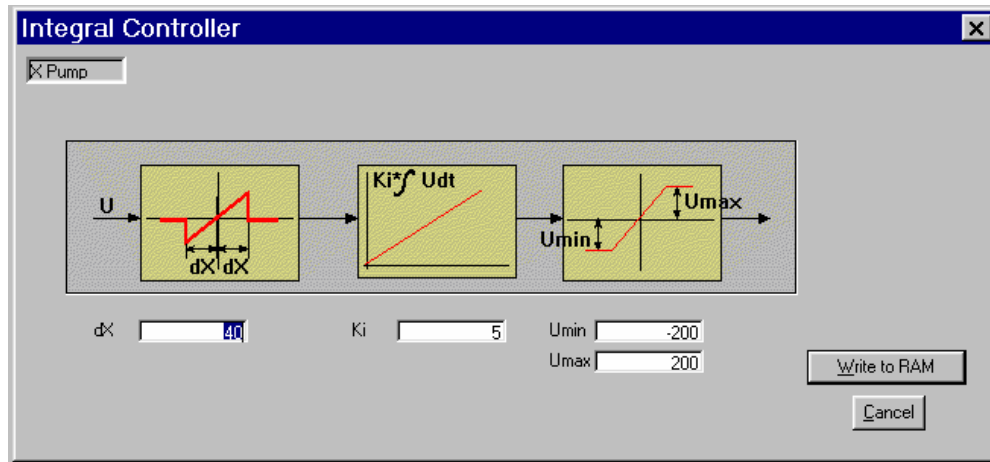 Integral Controller
X Pump
U
dX dX
Ki*∫ Udt
Umax
Umin
dX 40
Ki 5
Umin -200
Umax 200
Write to RAM
Cancel